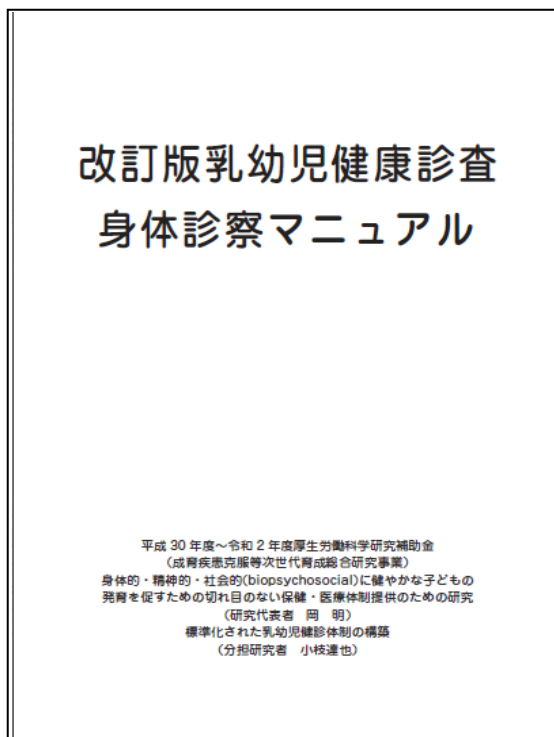 改訂版乳幼児健康診査
身体診察マニュアル
平成 30 年度~令和 2 年度厚生労働科学研究補助金
(成育疾患克服等次世代育成総合研究事業)
身体的・精神的・社会的(biopsychosocial)に健やかな子どもの
発育を促すための切れ目のない保健・医療体制提供のための研究
(研究代表者 岡 明)
標準化された乳幼児健診体制の構築
(分担研究者 小枝達也)